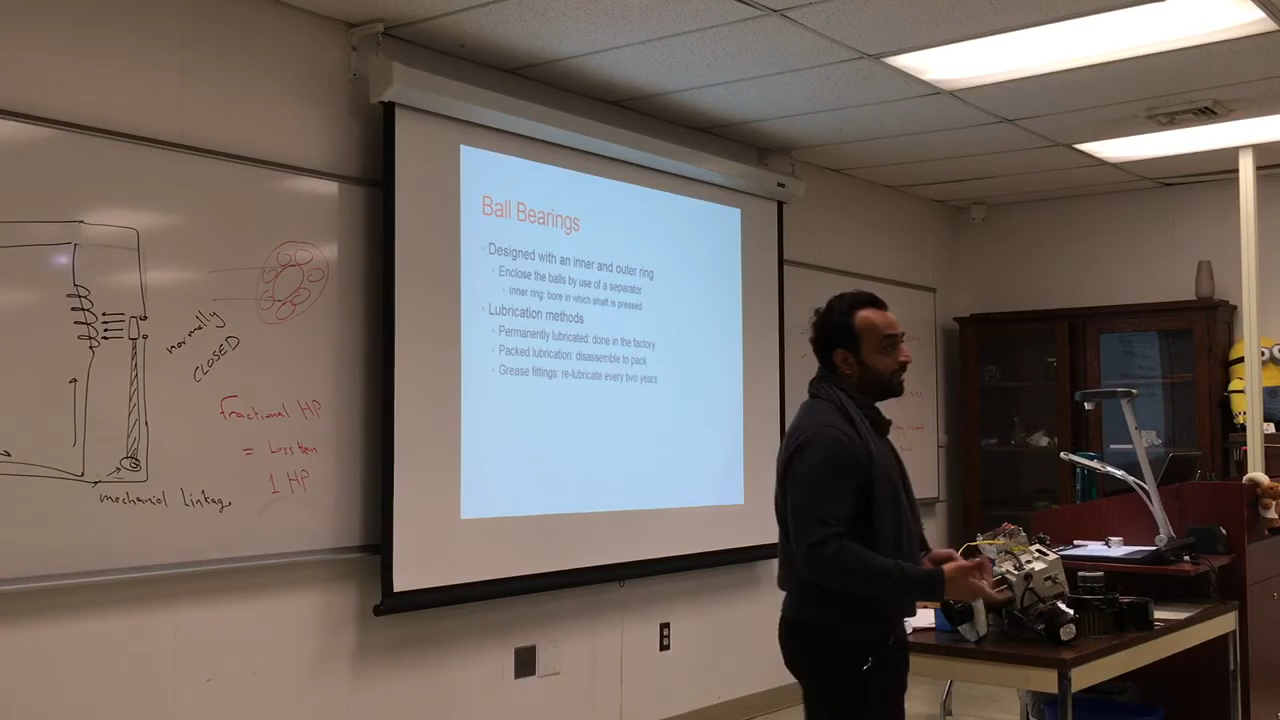 normally
CLOSED
fractional HP
= Less than
1 HP
mechanical Linkage
Ball Bearings
Designed with an inner and outer ring
Enclose the balls by use of a separator
Inner ring: bore in which shaft is pressed
Lubrication methods
Permanently lubricated: done in the factory
Packed lubrication: disassemble to pack
Grease fittings: re-lubricate every two years